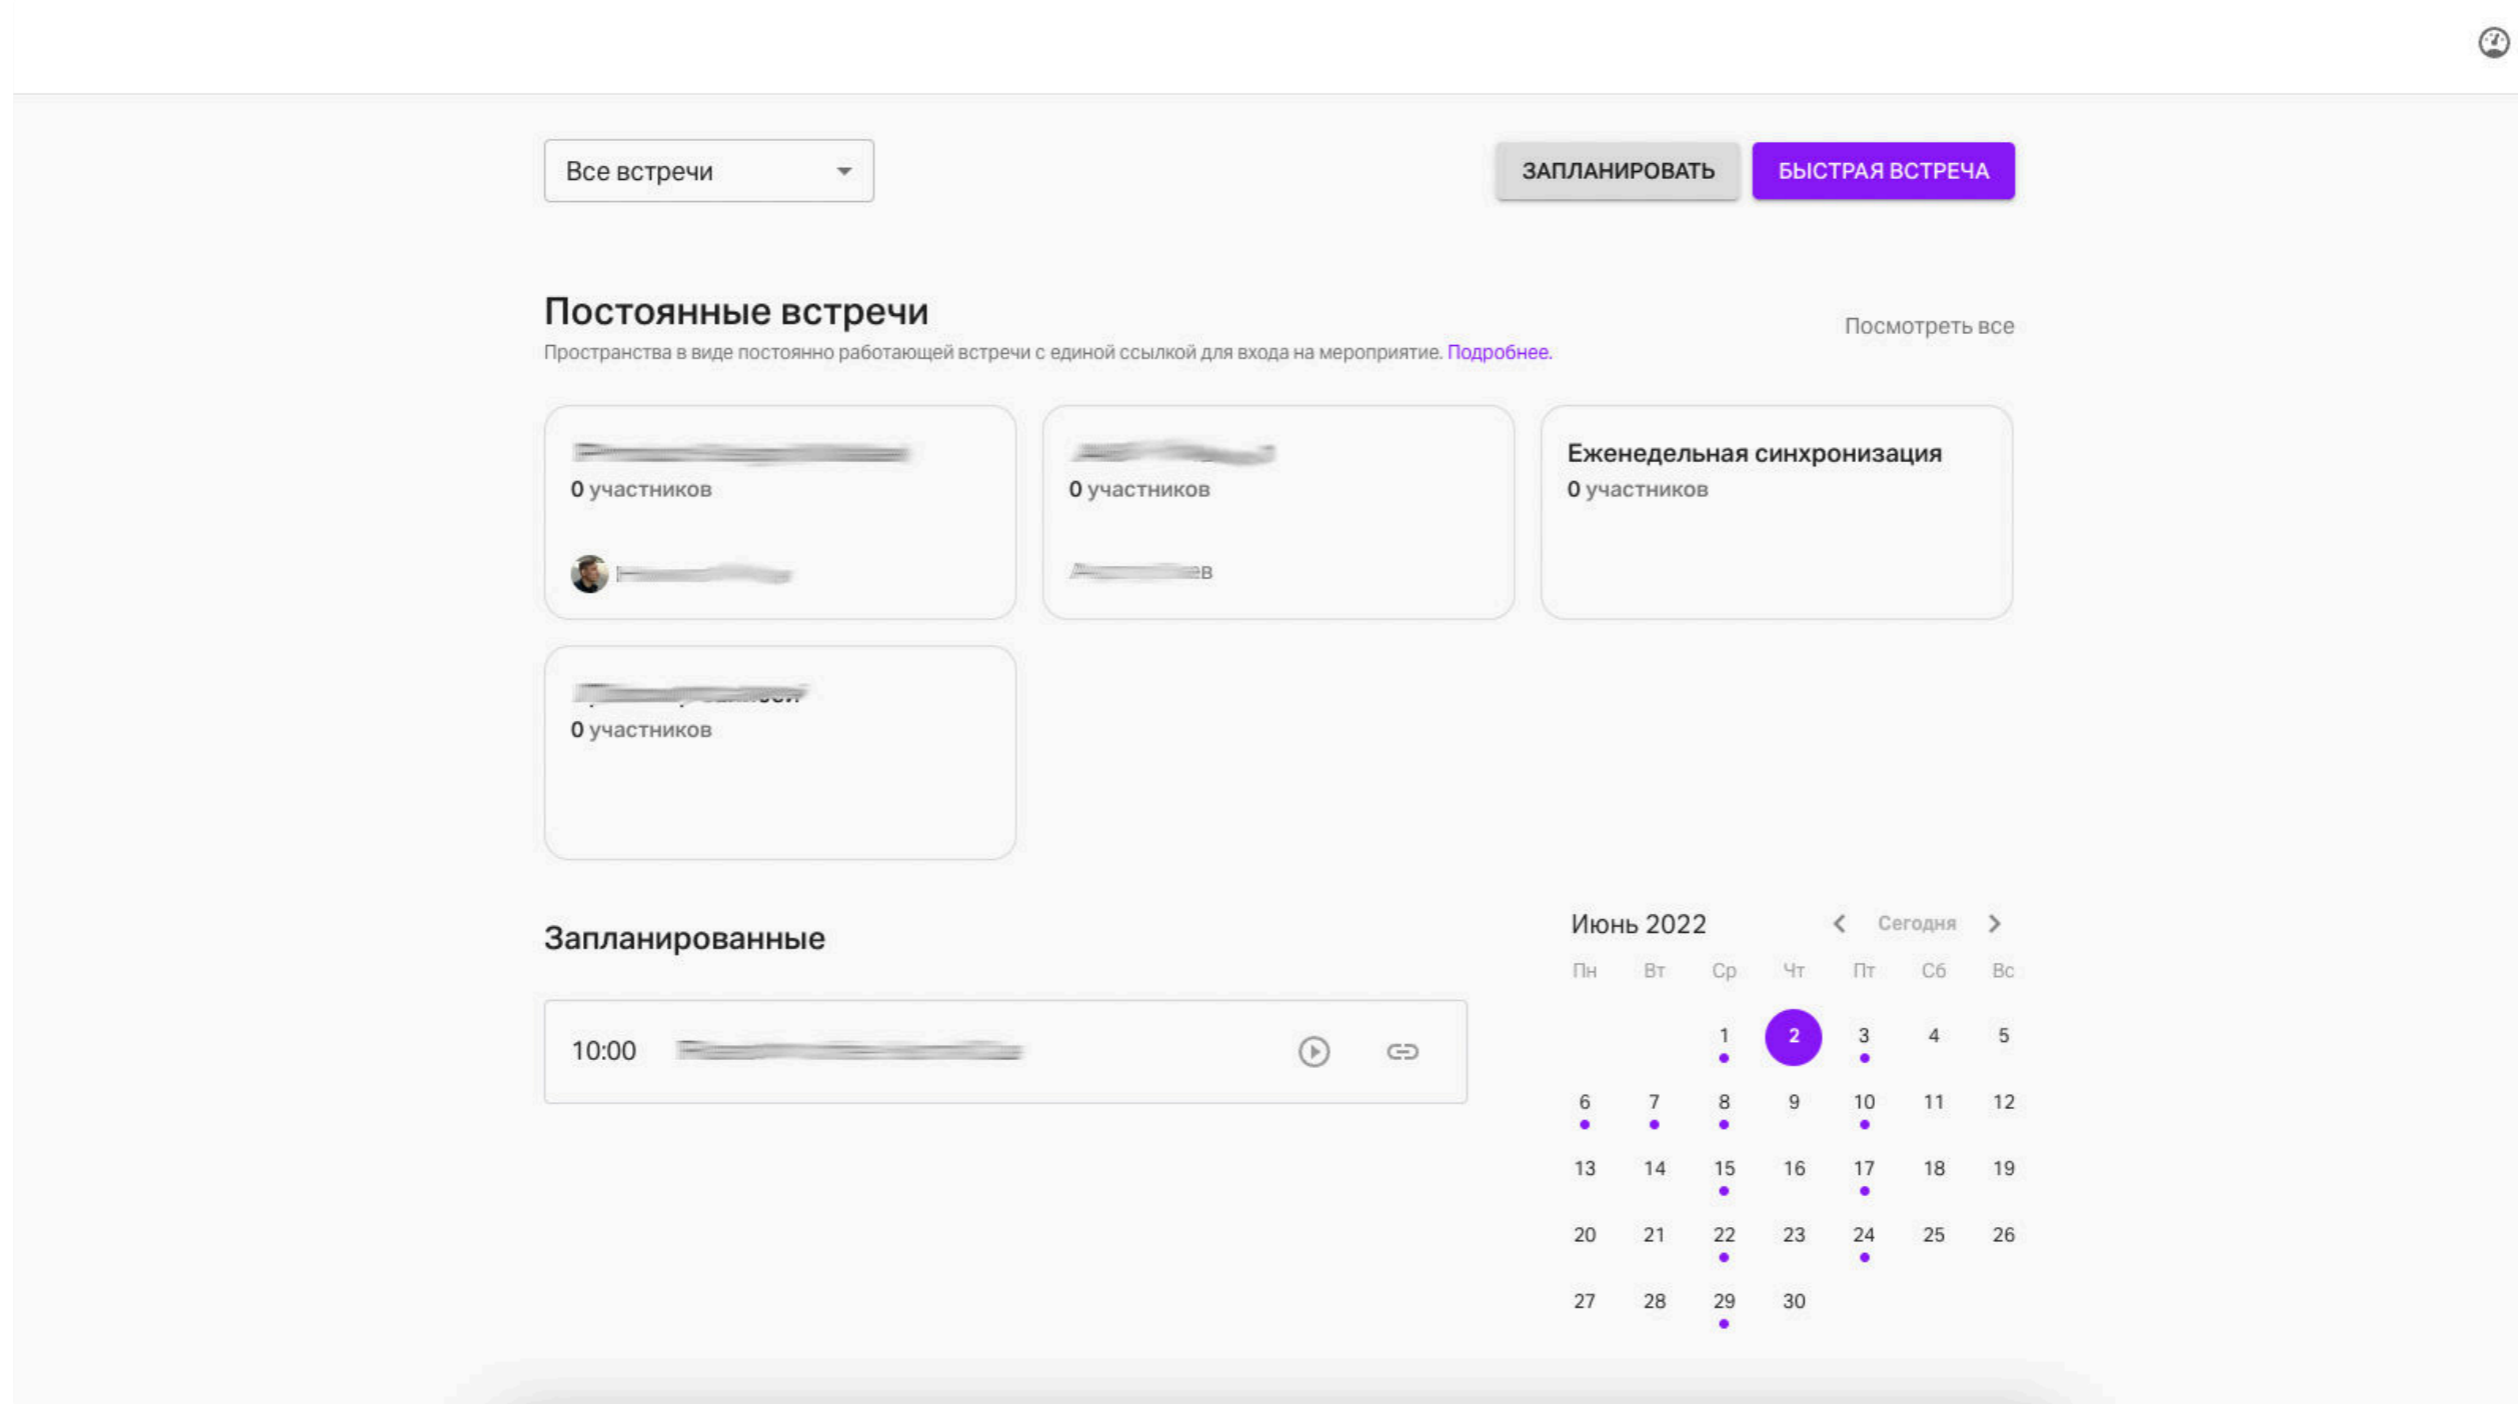 Все встречи
ЗАПЛАНИРОВАТЬ
БЫСТРАЯ ВСТРЕЧА
Постоянные встречи
Посмотреть все
Пространства в виде постоянно работающей встречи с единой ссылкой для входа на мероприятие. Подробнее.
0 участников
0 участников
Еженедельная синхронизация
0 участников
0 участников
Запланированные
10:00
Июнь 2022
Сегодня
Пн Вт Ср Чт Пт Сб Вс
1 2 3 4 5
6 7 8 9 10 11 12
13 14 15 16 17 18 19
20 21 22 23 24 25 26
27 28 29 30